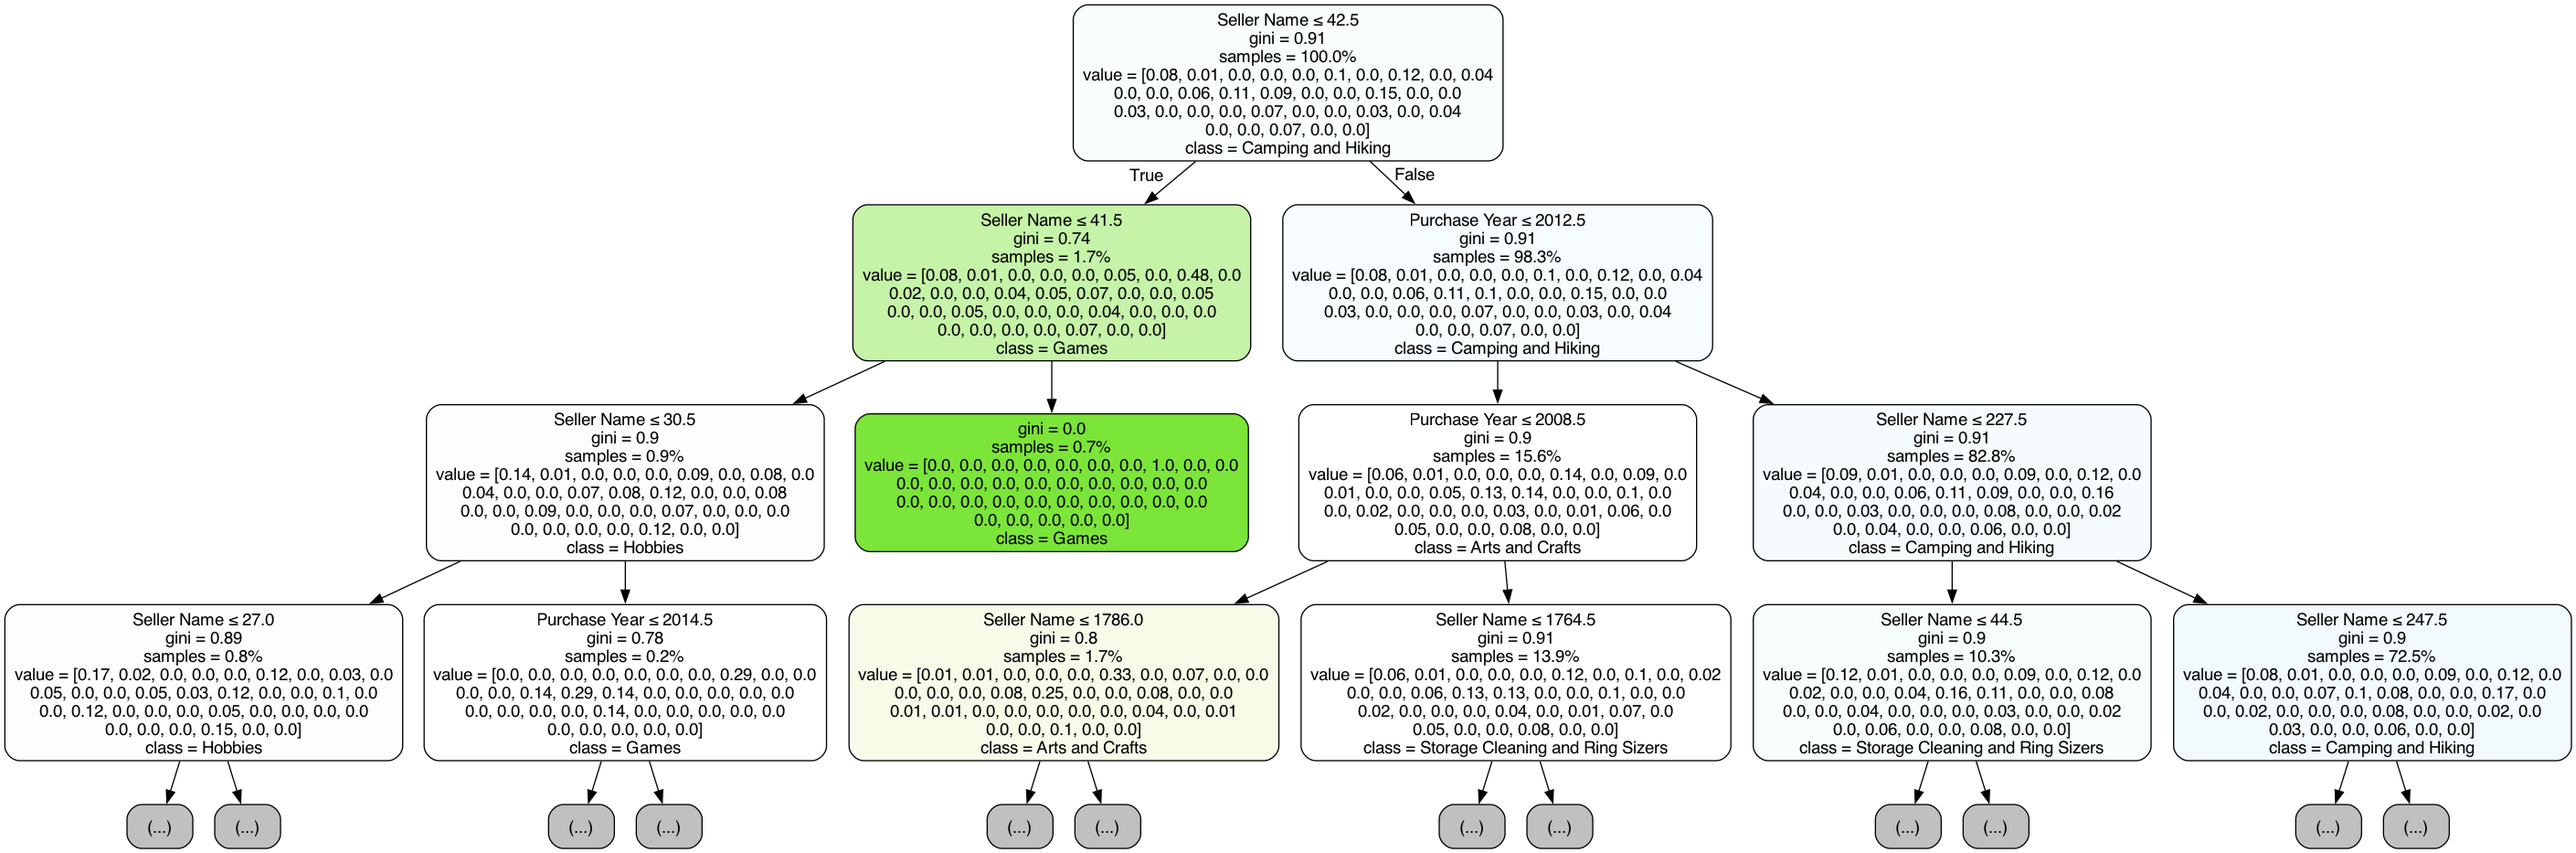 Seller Name ≤ 42.5
gini = 0.91
samples = 100.0%
value = [0.08, 0.01, 0.0, 0.0, 0.0, 0.1, 0.0, 0.12, 0.0, 0.04
0.0, 0.0, 0.06, 0.11, 0.09, 0.0, 0.0, 0.15, 0.0, 0.0
0.03, 0.0, 0.0, 0.0, 0.07, 0.0, 0.0, 0.03, 0.0, 0.04
0.0, 0.0, 0.07, 0.0, 0.0]
class = Camping and Hiking
True
False
Seller Name ≤ 41.5
gini = 0.74
samples = 1.7%
value = [0.08, 0.01, 0.0, 0.0, 0.0, 0.05, 0.0, 0.48, 0.0
0.02, 0.0, 0.0, 0.04, 0.05, 0.07, 0.0, 0.0, 0.05
0.0, 0.0, 0.05, 0.0, 0.0, 0.0, 0.04, 0.0, 0.0, 0.0
0.0, 0.0, 0.0, 0.0, 0.07, 0.0, 0.0]
class = Games
Purchase Year ≤ 2012.5
gini = 0.91
samples = 98.3%
value = [0.08, 0.01, 0.0, 0.0, 0.0, 0.1, 0.0, 0.12, 0.0, 0.04
0.0, 0.0, 0.06, 0.11, 0.1, 0.0, 0.0, 0.15, 0.0, 0.0
0.03, 0.0, 0.0, 0.0, 0.07, 0.0, 0.0, 0.03, 0.0, 0.04
0.0, 0.0, 0.07, 0.0, 0.0]
class = Camping and Hiking
Seller Name ≤ 30.5
gini = 0.9
samples = 0.9%
value = [0.14, 0.01, 0.0, 0.0, 0.0, 0.09, 0.0, 0.08, 0.0
0.04, 0.0, 0.0, 0.07, 0.08, 0.12, 0.0, 0.0, 0.08
0.0, 0.0, 0.09, 0.0, 0.0, 0.0, 0.07, 0.0, 0.0, 0.0
0.0, 0.0, 0.0, 0.0, 0.12, 0.0, 0.0]
class = Hobbies
gini = 0.0
samples = 0.7%
value = [0.0, 0.0, 0.0, 0.0, 0.0, 0.0, 0.0, 1.0, 0.0, 0.0
0.0, 0.0, 0.0, 0.0, 0.0, 0.0, 0.0, 0.0, 0.0, 0.0
0.0, 0.0, 0.0, 0.0, 0.0, 0.0, 0.0, 0.0, 0.0, 0.0
0.0, 0.0, 0.0, 0.0, 0.0]
class = Games
Purchase Year ≤ 2008.5
gini = 0.9
samples = 15.6%
value = [0.06, 0.01, 0.0, 0.0, 0.0, 0.14, 0.0, 0.09, 0.0
0.01, 0.0, 0.0, 0.05, 0.13, 0.14, 0.0, 0.0, 0.1, 0.0
0.0, 0.02, 0.0, 0.0, 0.0, 0.03, 0.0, 0.01, 0.06, 0.0
0.05, 0.0, 0.0, 0.08, 0.0, 0.0]
class = Arts and Crafts
Seller Name ≤ 227.5
gini = 0.91
samples = 82.8%
value = [0.09, 0.01, 0.0, 0.0, 0.0, 0.09, 0.0, 0.12, 0.0
0.04, 0.0, 0.0, 0.06, 0.11, 0.09, 0.0, 0.0, 0.16
0.0, 0.0, 0.03, 0.0, 0.0, 0.0, 0.08, 0.0, 0.0, 0.02
0.0, 0.04, 0.0, 0.0, 0.06, 0.0, 0.0]
class = Camping and Hiking
Seller Name ≤ 27.0
gini = 0.89
samples = 0.8%
value = [0.17, 0.02, 0.0, 0.0, 0.0, 0.12, 0.0, 0.03, 0.0
0.05, 0.0, 0.0, 0.05, 0.03, 0.12, 0.0, 0.0, 0.1, 0.0
0.0, 0.12, 0.0, 0.0, 0.0, 0.05, 0.0, 0.0, 0.0, 0.0
0.0, 0.0, 0.0, 0.15, 0.0, 0.0]
class = Hobbies
Purchase Year ≤ 2014.5
gini = 0.78
samples = 0.2%
value = [0.0, 0.0, 0.0, 0.0, 0.0, 0.0, 0.0, 0.29, 0.0, 0.0
0.0, 0.0, 0.14, 0.29, 0.14, 0.0, 0.0, 0.0, 0.0, 0.0
0.0, 0.0, 0.0, 0.0, 0.14, 0.0, 0.0, 0.0, 0.0, 0.0
0.0, 0.0, 0.0, 0.0, 0.0]
class = Games
Seller Name ≤ 1786.0
gini = 0.8
samples = 1.7%
value = [0.01, 0.01, 0.0, 0.0, 0.0, 0.33, 0.0, 0.07, 0.0, 0.0
0.0, 0.0, 0.0, 0.08, 0.25, 0.0, 0.0, 0.08, 0.0, 0.0
0.01, 0.01, 0.0, 0.0, 0.0, 0.0, 0.0, 0.04, 0.0, 0.01
0.0, 0.0, 0.1, 0.0, 0.0]
class = Arts and Crafts
Seller Name ≤ 1764.5
gini = 0.91
samples = 13.9%
value = [0.06, 0.01, 0.0, 0.0, 0.0, 0.12, 0.0, 0.1, 0.0, 0.02
0.0, 0.0, 0.06, 0.13, 0.13, 0.0, 0.0, 0.1, 0.0, 0.0
0.02, 0.0, 0.0, 0.0, 0.04, 0.0, 0.01, 0.07, 0.0
0.05, 0.0, 0.0, 0.08, 0.0, 0.0]
class = Storage Cleaning and Ring Sizers
Seller Name ≤ 44.5
gini = 0.9
samples = 10.3%
value = [0.12, 0.01, 0.0, 0.0, 0.0, 0.09, 0.0, 0.12, 0.0
0.02, 0.0, 0.0, 0.04, 0.16, 0.11, 0.0, 0.0, 0.08
0.0, 0.0, 0.04, 0.0, 0.0, 0.0, 0.03, 0.0, 0.0, 0.02
0.0, 0.06, 0.0, 0.0, 0.08, 0.0, 0.0]
class = Storage Cleaning and Ring Sizers
Seller Name ≤ 247.5
gini = 0.9
samples = 72.5%
value = [0.08, 0.01, 0.0, 0.0, 0.0, 0.09, 0.0, 0.12, 0.0
0.04, 0.0, 0.0, 0.07, 0.1, 0.08, 0.0, 0.0, 0.17, 0.0
0.0, 0.02, 0.0, 0.0, 0.0, 0.08, 0.0, 0.0, 0.02, 0.0
0.03, 0.0, 0.0, 0.06, 0.0, 0.0]
class = Camping and Hiking
(...)
(...)
(...)
(...)
(...)
(...)
(...)
(...)
(...)
(...)
(...)
(...)